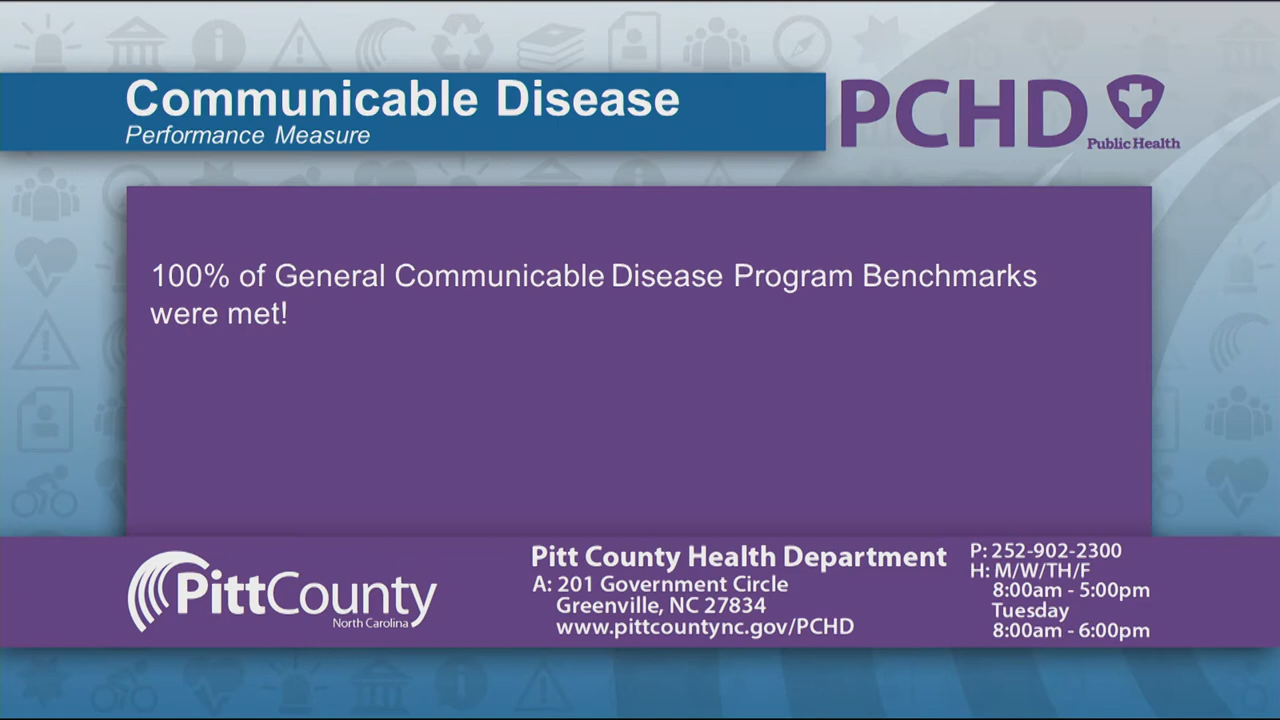 Communicable Disease
Performance Measure
PCHD
Public Health
100% of General Communicable Disease Program Benchmarks
were met!
PittCounty
North Carolina
Pitt County Health Department
A: 201 Government Circle
Greenville, NC 27834
www.pittcountync.gov/PCHD
P: 252-902-2300
H: M/W/TH/F
8:00am - 5:00pm
Tuesday
8:00am - 6:00pm